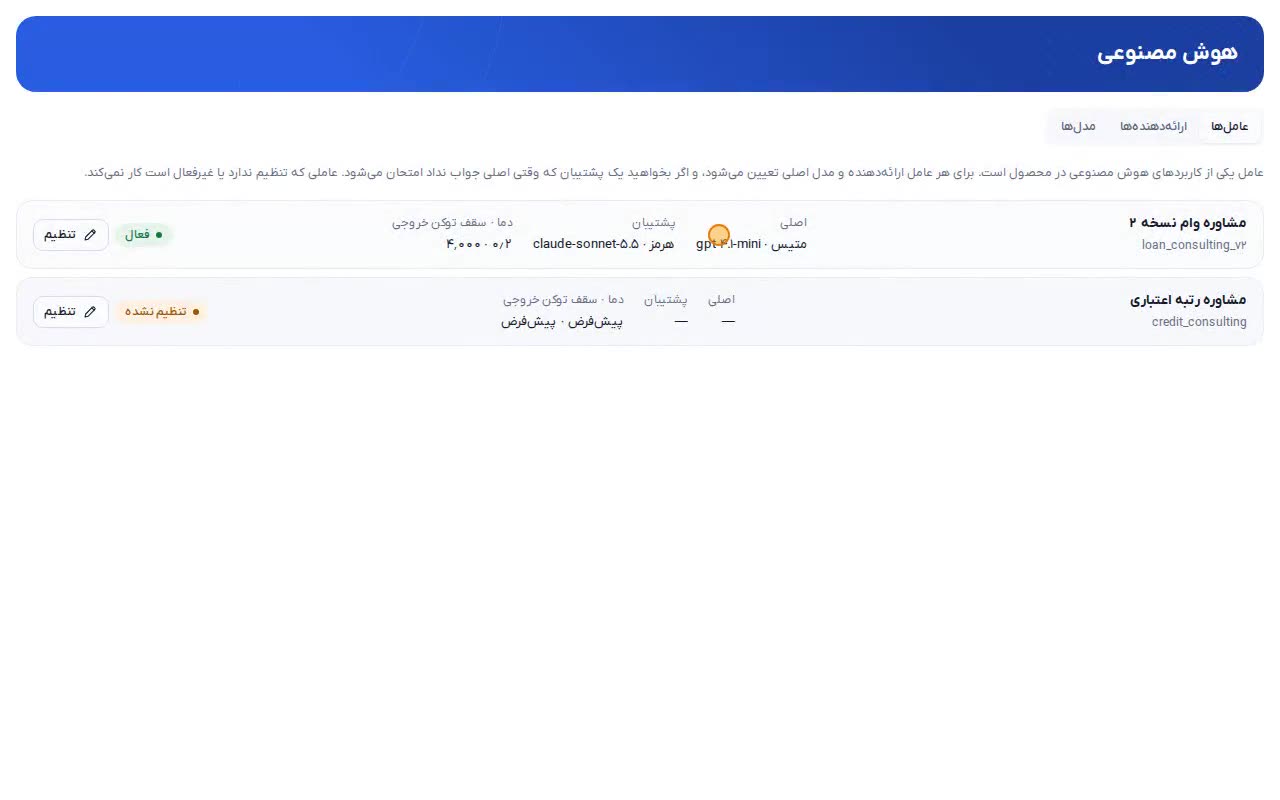 هوش مصنوعی
عامل‌ها ارائه‌دهنده‌ها مدل‌ها
عامل یکی از کاربردهای هوش مصنوعی در محصول است. برای هر عامل ارائه‌دهنده و مدل اصلی تعیین می‌شود، و اگر بخواهید یک پشتیبان که وقتی اصلی جواب نداد امتحان می‌شود. عاملی که تنظیم ندارد یا غیرفعال است کار نمی‌کند.
مشاوره وام نسخه ۲
loan_consulting_v۲
اصلی
متیس · gpt-۴.۱-mini
پشتیبان
هرمز · claude-sonnet-۵.۵
دما · سقف توکن خروجی
۰٫۲ · ۴٬۰۰۰
فعال
تنظیم
مشاوره رتبه اعتباری
credit_consulting
اصلی
—
پشتیبان
—
دما · سقف توکن خروجی
پیش‌فرض · پیش‌فرض
تنظیم نشده
تنظیم